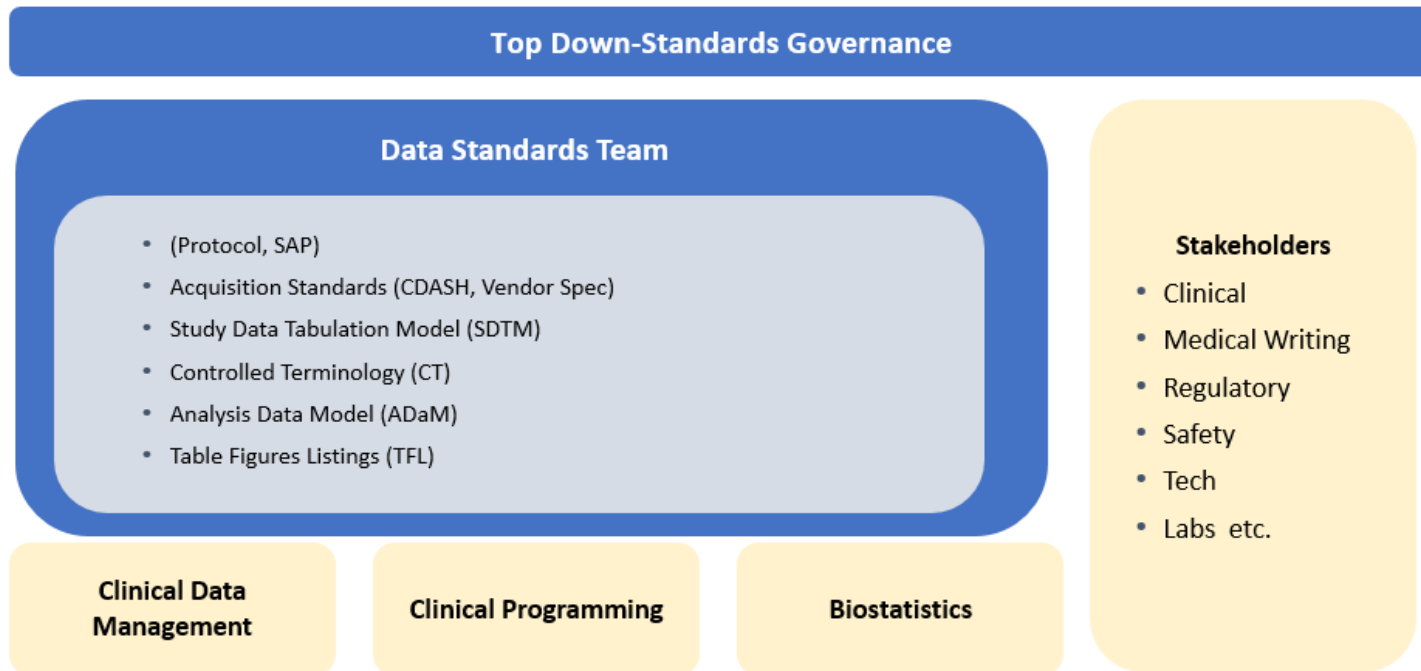 Top Down-Standards Governance
Data Standards Team
• (Protocol, SAP)
• Acquisition Standards (CDASH, Vendor Spec)
• Study Data Tabulation Model (SDTM)
• Controlled Terminology (CT)
• Analysis Data Model (ADaM)
• Table Figures Listings (TFL)
Clinical Data
Management
Clinical Programming
Biostatistics
Stakeholders
• Clinical
• Medical Writing
• Regulatory
• Safety
• Tech
• Labs etc.